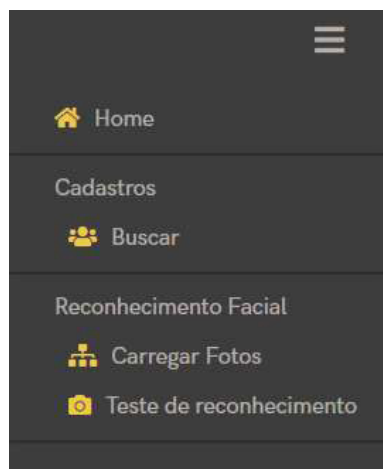 Home
Cadastros
Buscar
Reconhecimento Facial
Carregar Fotos
Teste de reconhecimento